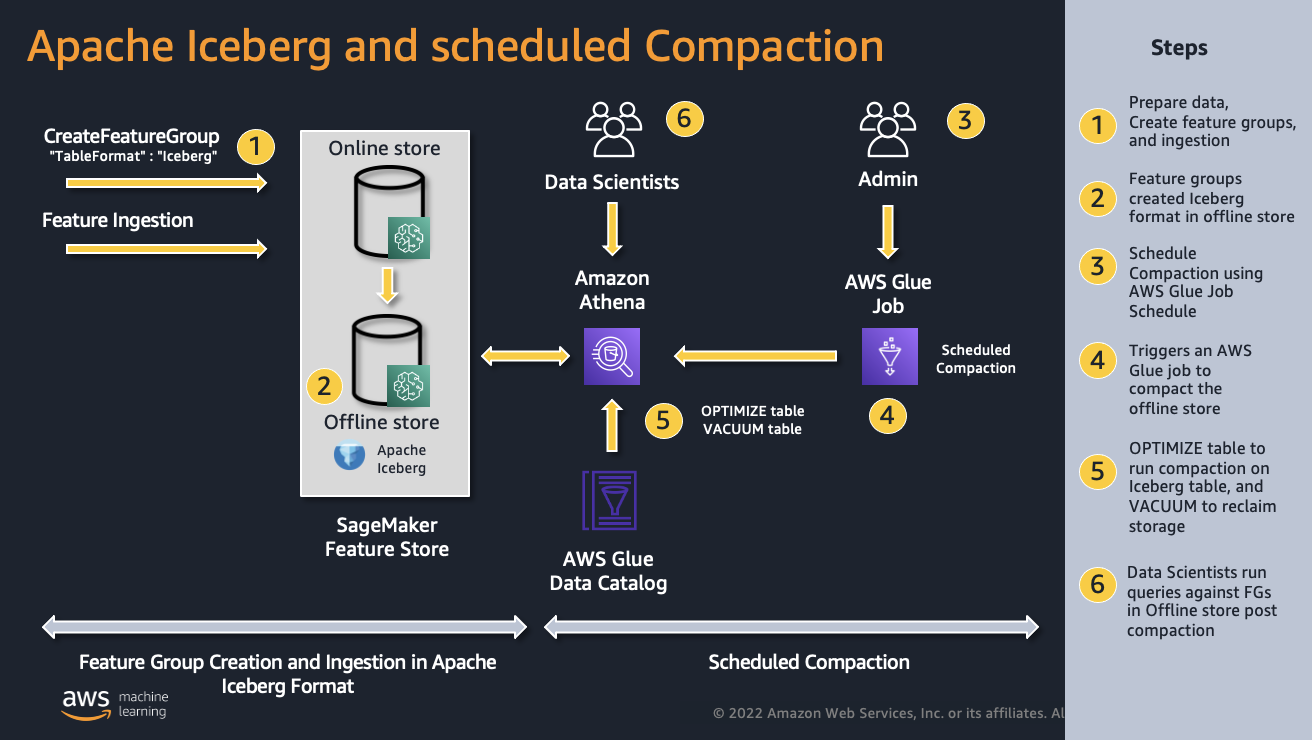 Apache Iceberg and scheduled Compaction
CreateFeatureGroup
"TableFormat" : "Iceberg"
1
Feature Ingestion
Online store
2
Offline store
Apache
Iceberg
SageMaker
Feature Store
6
Data Scientists
Amazon
Athena
5
OPTIMIZE table
VACUUM table
AWS Glue
Data Catalog
3
Admin
AWS Glue
Job
Scheduled
Compaction
4
Feature Group Creation and Ingestion in Apache
Iceberg Format
Scheduled Compaction
aws
machine
learning
© 2022 Amazon Web Services, Inc. or its affiliates. Al
Steps
1
Prepare data,
Create feature groups,
and ingestion
2
Feature groups
created Iceberg
format in offline store
3
Schedule
Compaction using
AWS Glue Job
Schedule
4
Triggers an AWS
Glue job to
compact the
offline store
5
OPTIMIZE table to
run compaction on
Iceberg table, and
VACUUM to reclaim
storage
6
Data Scientists run
queries against FGs
in Offline store post
compaction